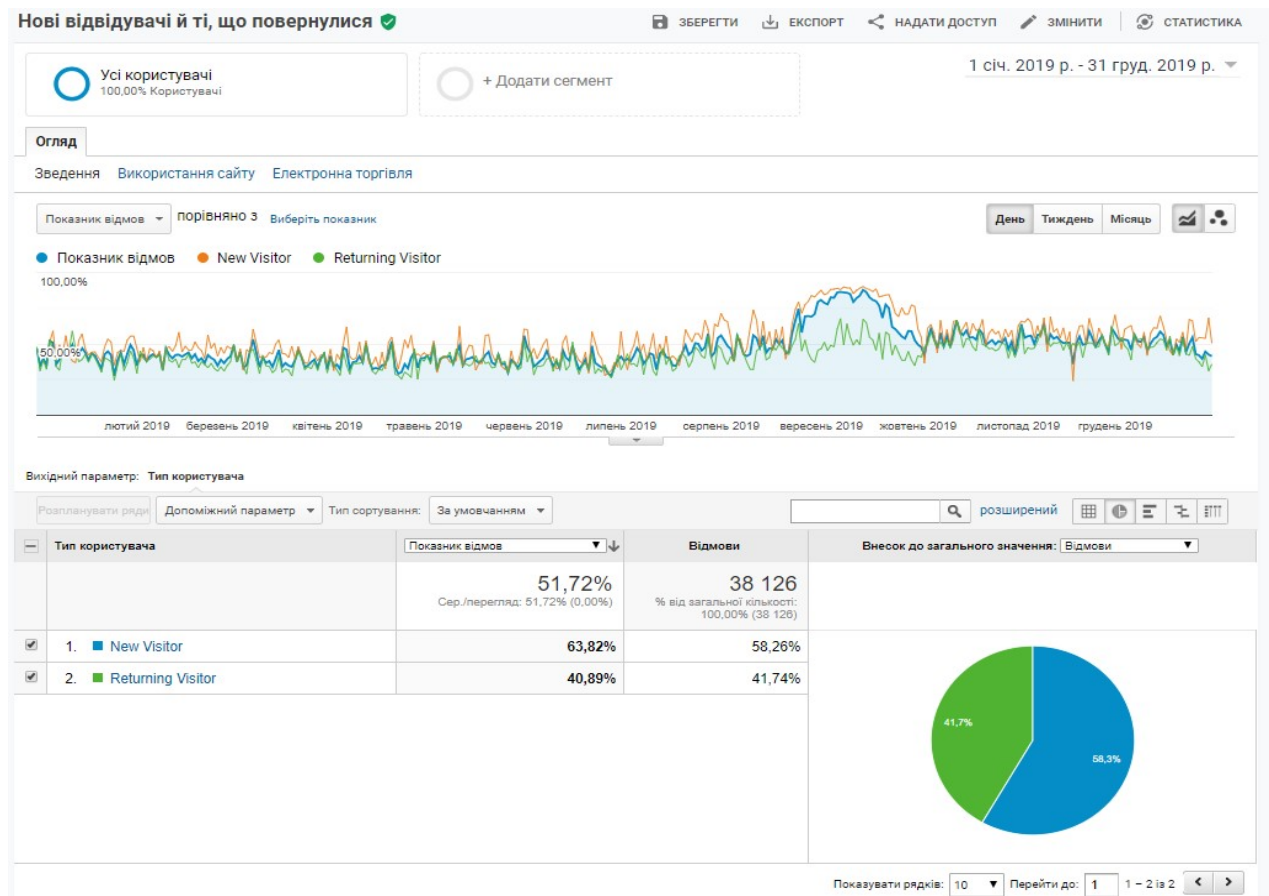 Нові відвідувачі й ті, що повернулися
ЗБЕРЕГТИ ЕКСПОРТ НАДАТИ ДОСТУП ЗМІНИТИ СТАТИСТИКА
Усі користувачі
100,00% Користувачі
+ Додати сегмент
1 січ. 2019 р. - 31 груд. 2019 р.
Огляд
Зведення Використання сайту Електронна торгівля
Показник відмов порівняно з Виберіть показник
День Тиждень Місяць
Показник відмов New Visitor Returning Visitor
100,00%
50,00%
лютий 2019 березень 2019 квітень 2019 травень 2019 червень 2019 липень 2019 серпень 2019 вересень 2019 жовтень 2019 листопад 2019 грудень 2019
Вихідний параметр: Тип користувача
Розпланувати ряди Допоміжний параметр Тип сортування: За умовчанням розширений
Тип користувача Показник відмов Відмови Внесок до загального значення: Відмови
51,72% 38 126
Сер./перегляд: 51,72% (0,00%) % від загальної кількості:
100,00% (38 126)
1. New Visitor 63,82% 58,26%
2. Returning Visitor 40,89% 41,74%
41,7%
58,3%
Показувати рядків: 10 Перейти до: 1 1 – 2 із 2